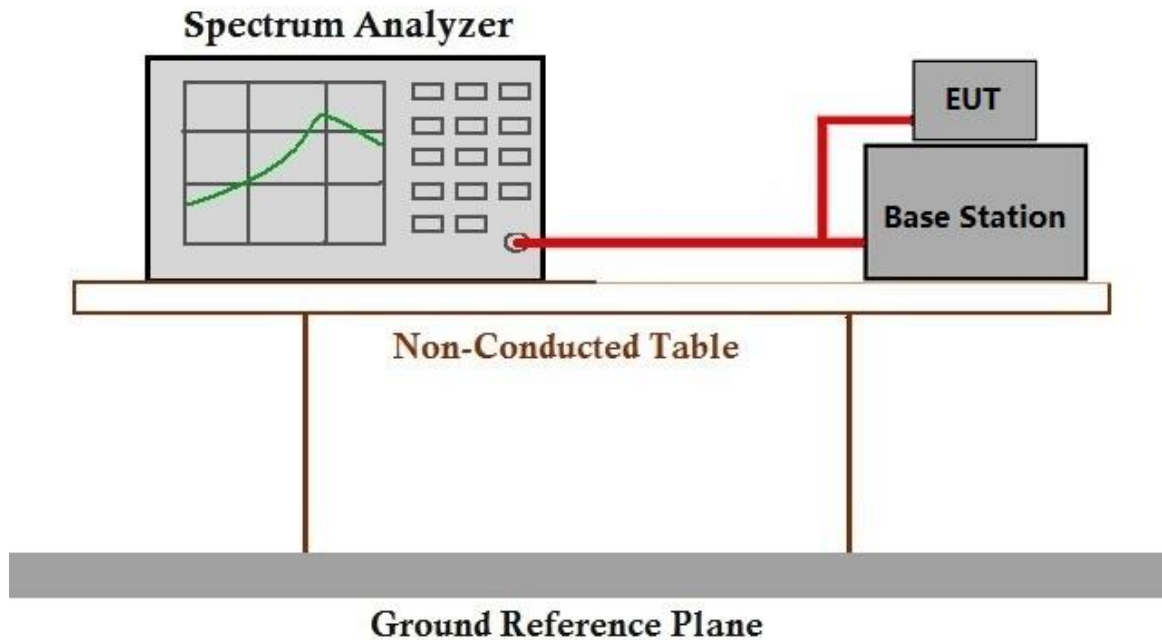 Spectrum Analyzer
EUT
Base Station
Non-Conducted Table
Ground Reference Plane